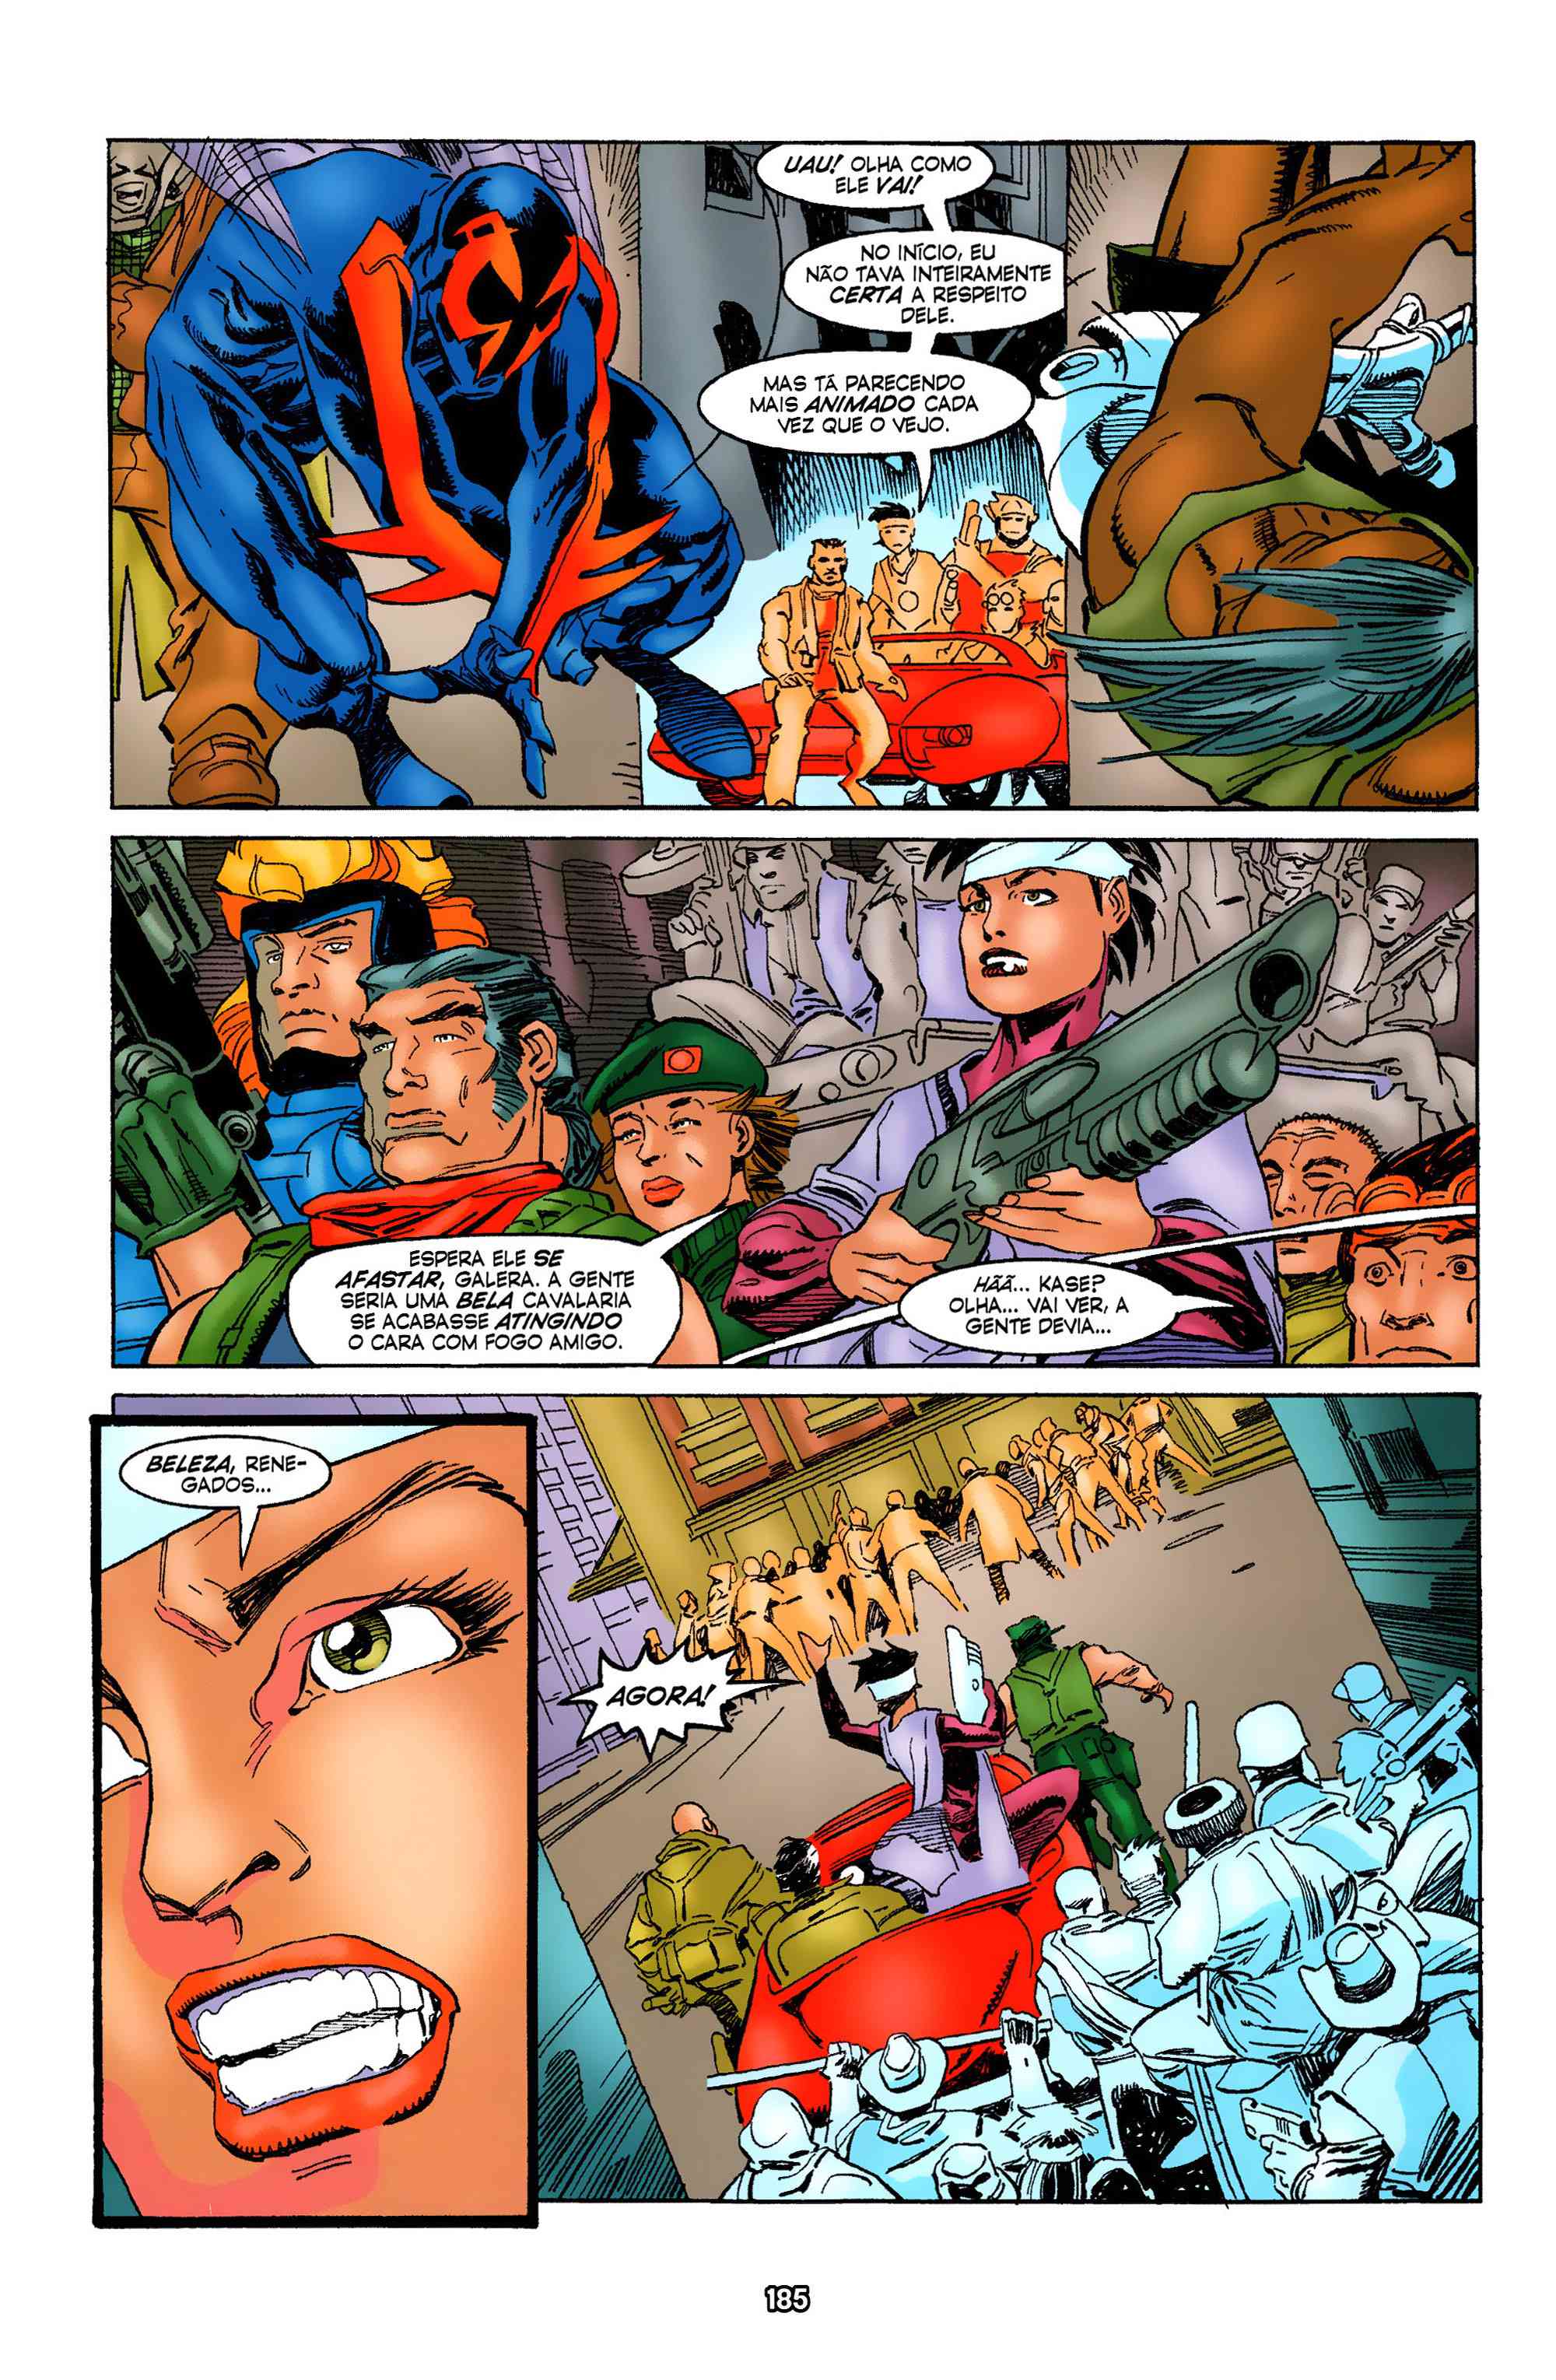 UAU! OLHA COMO
ELE VAI!
NO INÍCIO, EU
NÃO TAVA INTEIRAMENTE
CERTA A RESPEITO
DELE.
MAS TÁ PARECENDO
MAIS ANIMADO CADA
VEZ QUE O VEJO.
ESPERA ELE SE
AFASTAR, GALERA. A GENTE
SERIA UMA BELA CAVALARIA
SE ACABASSE ATINGINDO
O CARA COM FOGO AMIGO.
HÃÃ... KASE?
OLHA... VAI VER, A
GENTE DEVIA...
BELEZA, RENE-
GADOS...
AGORA!
185